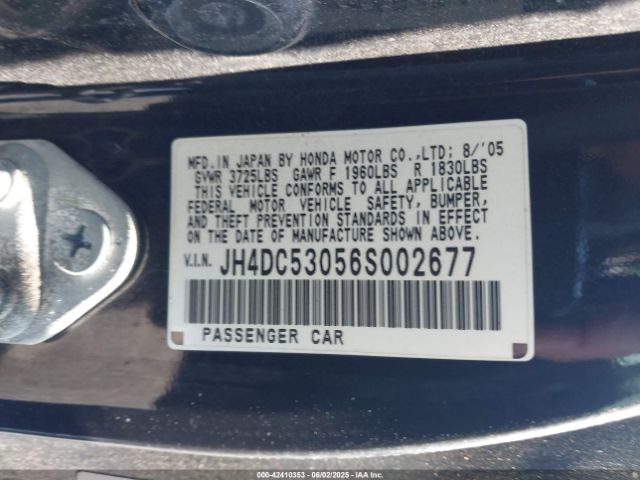 MFD.IN JAPAN BY HONDA MOTOR CO.,LTD; 8/'05
GVWR 3725LBS GAWR F 1960LBS R 1830LBS
THIS VEHICLE CONFORMS TO ALL APPLICABLE
FEDERAL MOTOR VEHICLE SAFETY, BUMPER,
AND THEFT PREVENTION STANDARDS IN EFFECT
ON THE DATE OF MANUFACTURE SHOWN ABOVE.
V.I.N. JH4DC53056S002677
PASSENGER CAR
000-42410353 - 06/02/2025 - IAA Inc.